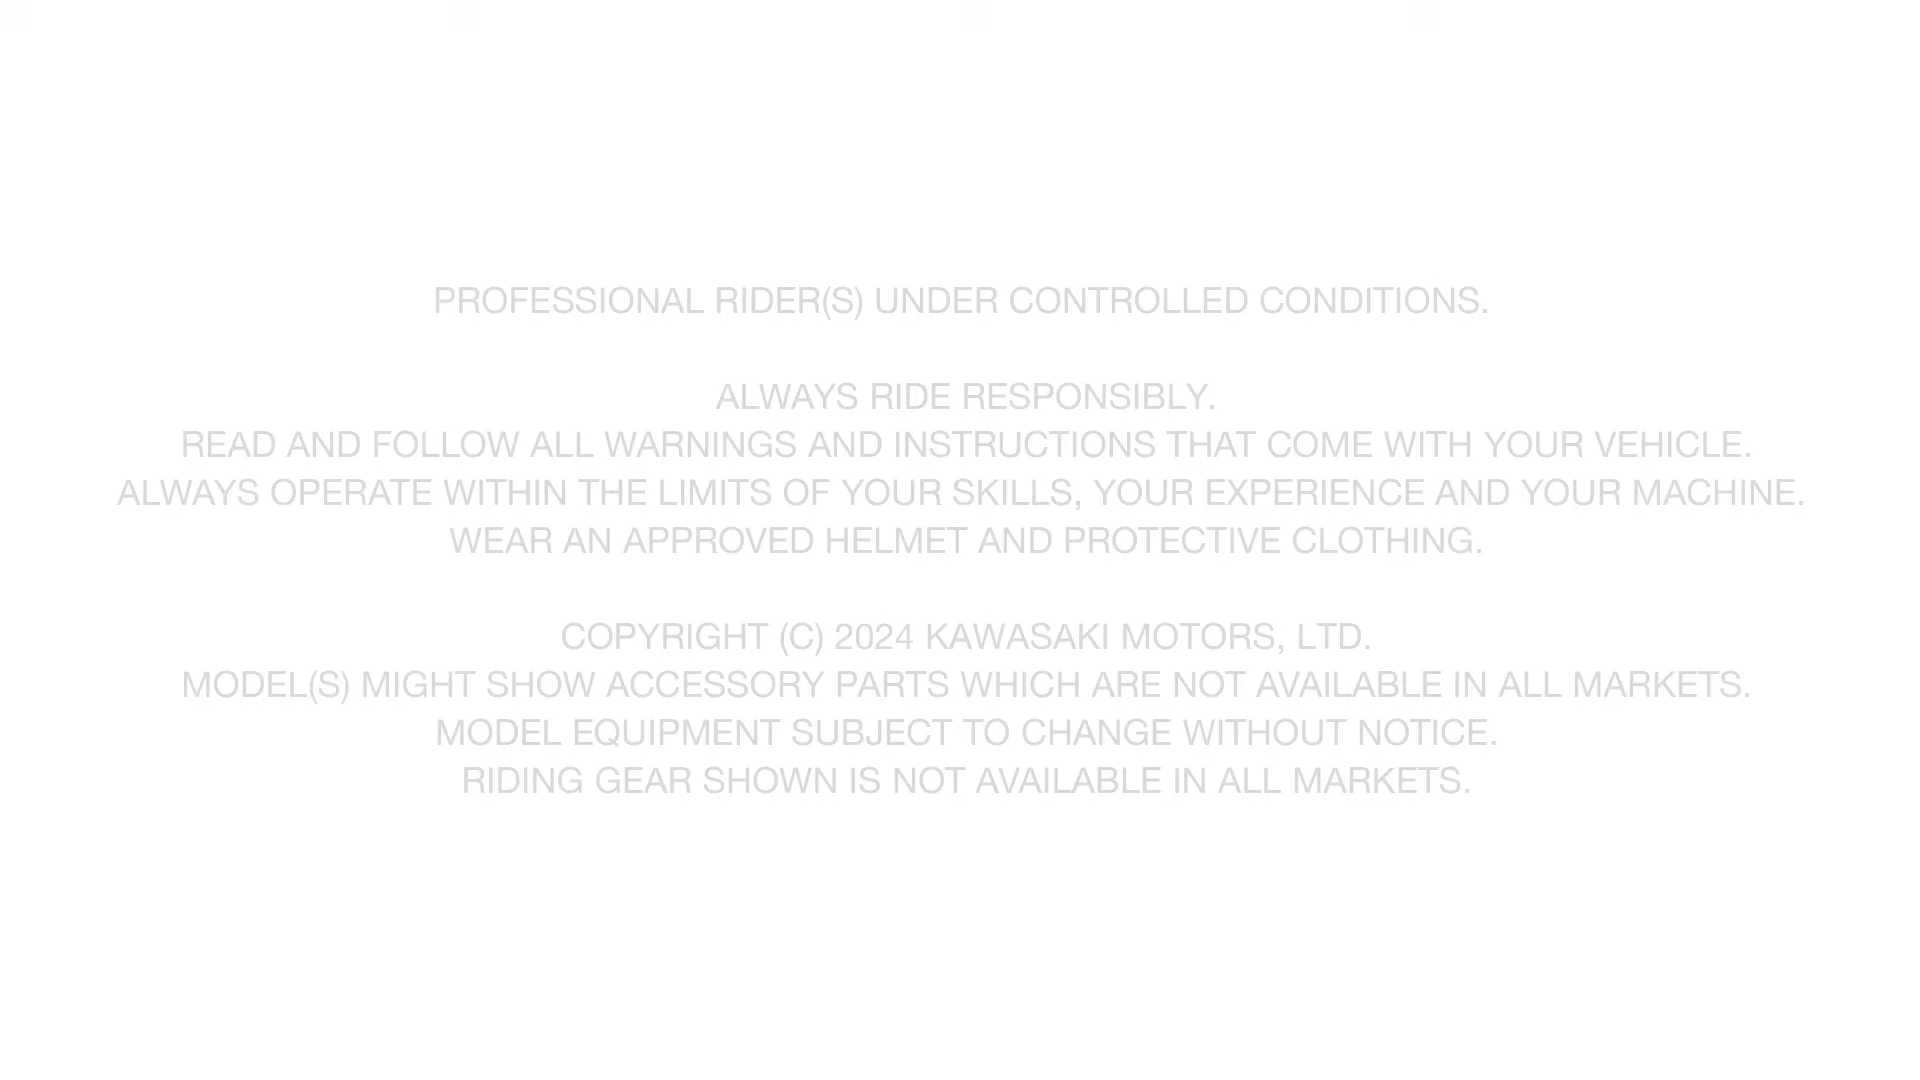 PROFESSIONAL RIDER(S) UNDER CONTROLLED CONDITIONS.
ALWAYS RIDE RESPONSIBLY.
READ AND FOLLOW ALL WARNINGS AND INSTRUCTIONS THAT COME WITH YOUR VEHICLE.
ALWAYS OPERATE WITHIN THE LIMITS OF YOUR SKILLS, YOUR EXPERIENCE AND YOUR MACHINE.
WEAR AN APPROVED HELMET AND PROTECTIVE CLOTHING.
COPYRIGHT (C) 2024 KAWASAKI MOTORS, LTD.
MODEL(S) MIGHT SHOW ACCESSORY PARTS WHICH ARE NOT AVAILABLE IN ALL MARKETS.
MODEL EQUIPMENT SUBJECT TO CHANGE WITHOUT NOTICE.
RIDING GEAR SHOWN IS NOT AVAILABLE IN ALL MARKETS.